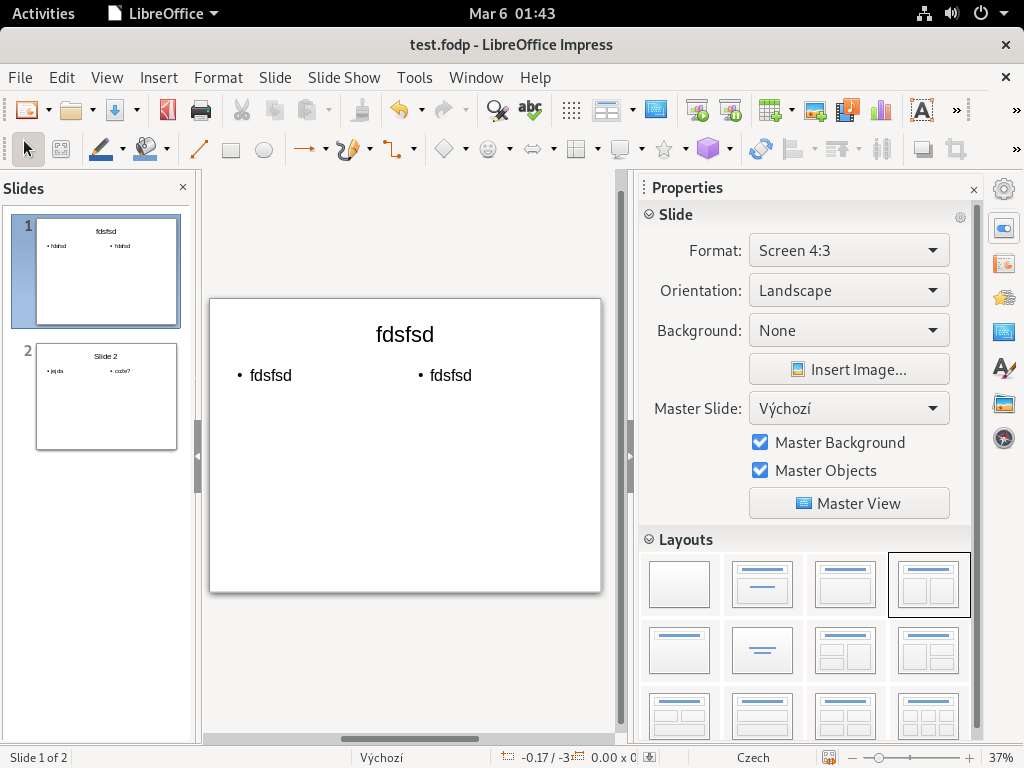 Activities
LibreOffice
Mar 6 01:43
test.fodp - LibreOffice Impress
File Edit View Insert Format Slide Slide Show Tools Window Help
abc
A
Slides
1
fdsfsd
• fdsfsd
• fdsfsd
2
Slide 2
• jejda
• cože?
fdsfsd
• fdsfsd
• fdsfsd
Properties
Slide
Format: Screen 4:3
Orientation: Landscape
Background: None
Insert Image...
Master Slide: Výchozí
Master Background
Master Objects
Master View
Layouts
Slide 1 of 2
Výchozí
-0.17 / -3
0.00 x 0
Czech
37%